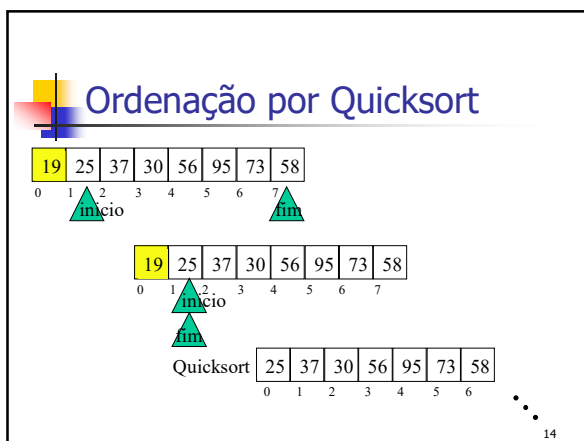 Ordenação por Quicksort
19 25 37 30 56 95 73 58
0 1 2 3 4 5 6 7
início fim
19 25 37 30 56 95 73 58
0 1 2 3 4 5 6 7
início
fim
Quicksort 25 37 30 56 95 73 58
0 1 2 3 4 5 6
14